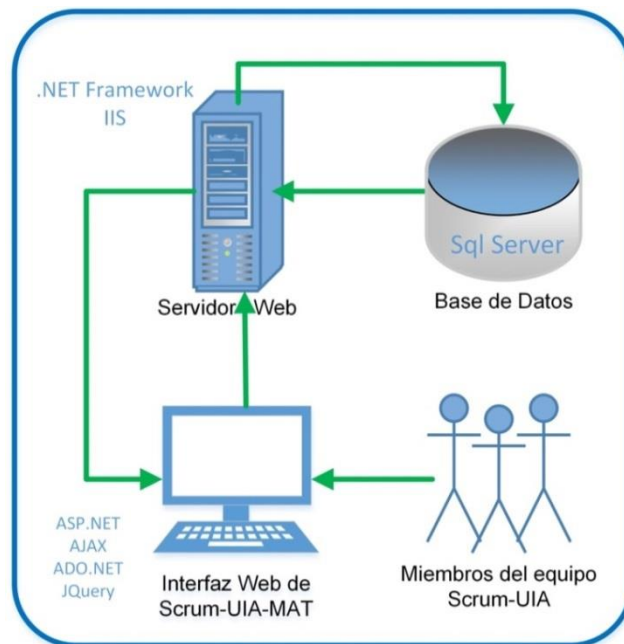 .NET Framework
IIS
Sql Server
Servidor Web
Base de Datos
ASP.NET
AJAX
ADO.NET
JQuery
Interfaz Web de
Scrum-UIA-MAT
Miembros del equipo
Scrum-UIA